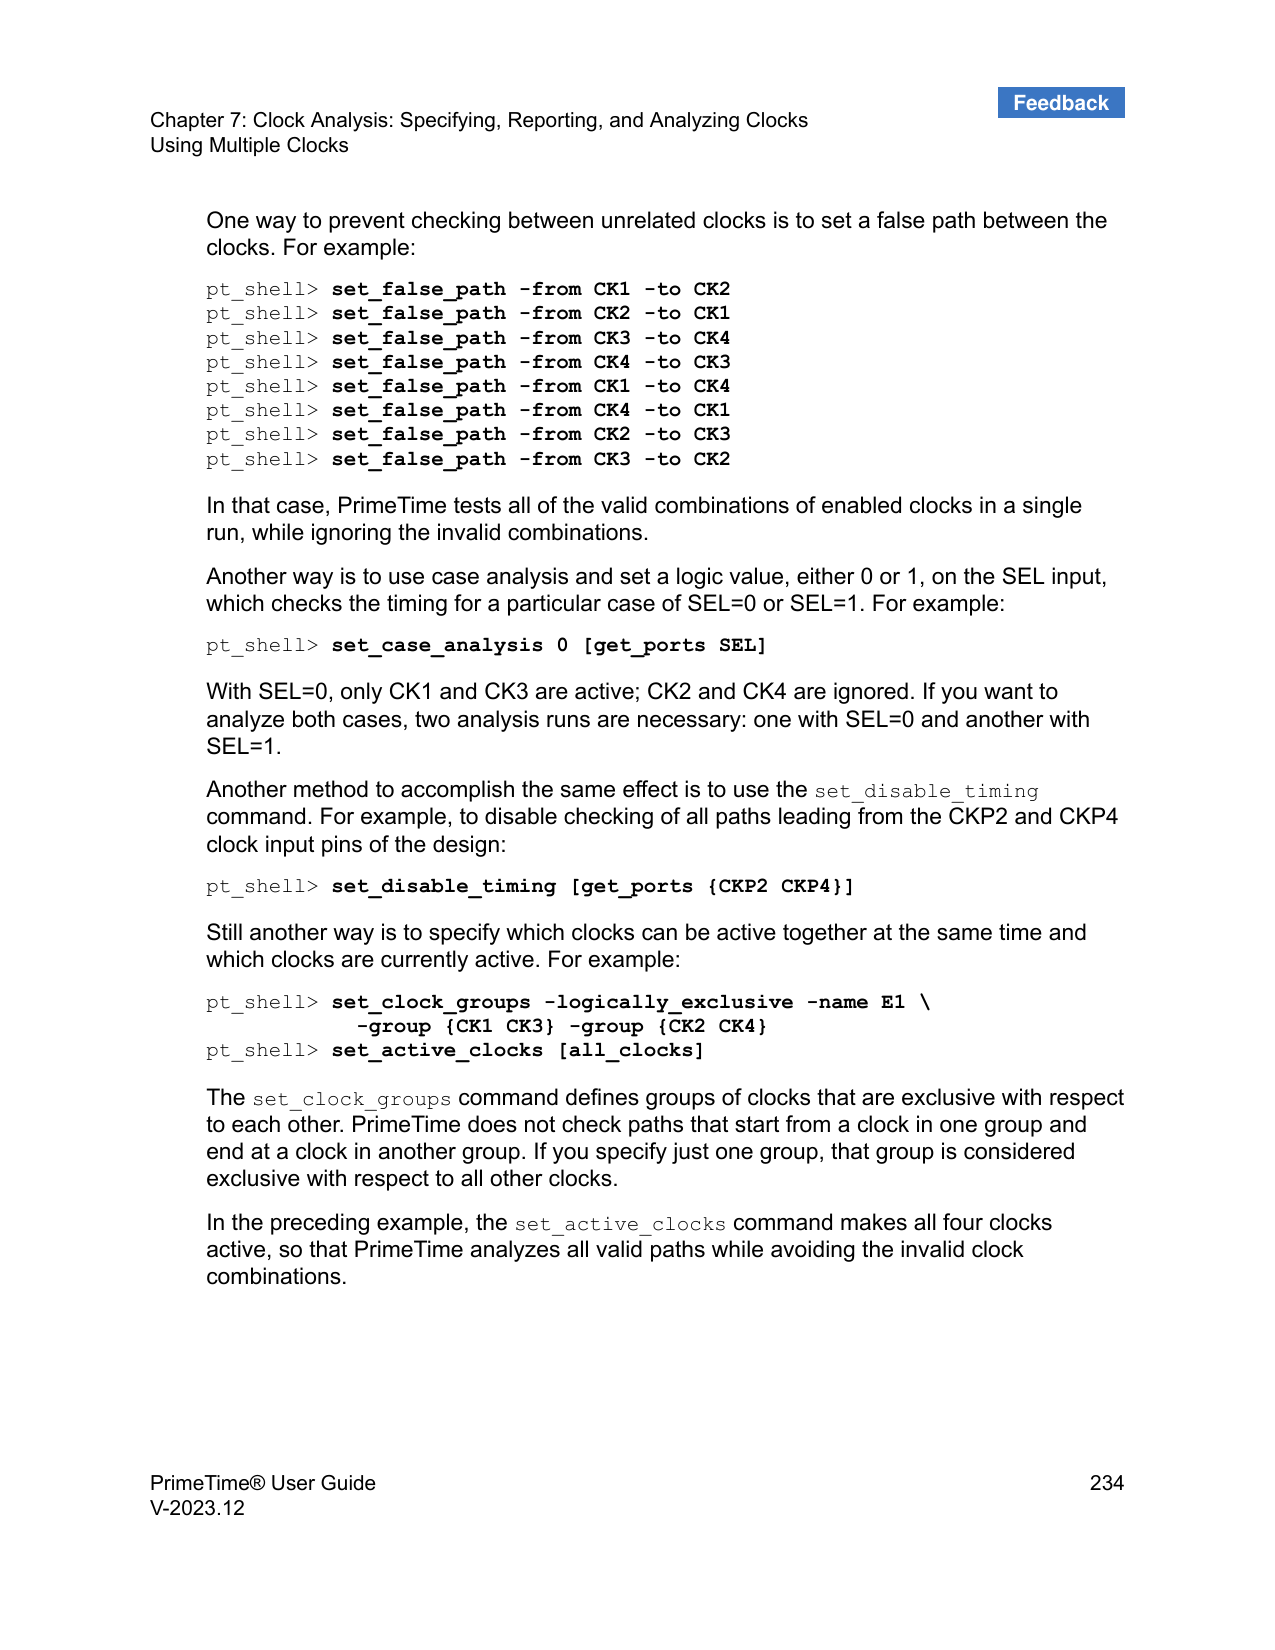 Feedback
Chapter 7: Clock Analysis: Specifying, Reporting, and Analyzing Clocks
Using Multiple Clocks
One way to prevent checking between unrelated clocks is to set a false path between the
clocks. For example:
pt_shell> set_false_path -from CK1 -to CK2
pt_shell> set_false_path -from CK2 -to CK1
pt_shell> set_false_path -from CK3 -to CK4
pt_shell> set_false_path -from CK4 -to CK3
pt_shell> set_false_path -from CK1 -to CK4
pt_shell> set_false_path -from CK4 -to CK1
pt_shell> set_false_path -from CK2 -to CK3
pt_shell> set_false_path -from CK3 -to CK2
In that case, PrimeTime tests all of the valid combinations of enabled clocks in a single
run, while ignoring the invalid combinations.
Another way is to use case analysis and set a logic value, either 0 or 1, on the SEL input,
which checks the timing for a particular case of SEL=0 or SEL=1. For example:
pt_shell> set_case_analysis 0 [get_ports SEL]
With SEL=0, only CK1 and CK3 are active; CK2 and CK4 are ignored. If you want to
analyze both cases, two analysis runs are necessary: one with SEL=0 and another with
SEL=1.
Another method to accomplish the same effect is to use the set_disable_timing
command. For example, to disable checking of all paths leading from the CKP2 and CKP4
clock input pins of the design:
pt_shell> set_disable_timing [get_ports {CKP2 CKP4}]
Still another way is to specify which clocks can be active together at the same time and
which clocks are currently active. For example:
pt_shell> set_clock_groups -logically_exclusive -name E1 \
-group {CK1 CK3} -group {CK2 CK4}
pt_shell> set_active_clocks [all_clocks]
The set_clock_groups command defines groups of clocks that are exclusive with respect
to each other. PrimeTime does not check paths that start from a clock in one group and
end at a clock in another group. If you specify just one group, that group is considered
exclusive with respect to all other clocks.
In the preceding example, the set_active_clocks command makes all four clocks
active, so that PrimeTime analyzes all valid paths while avoiding the invalid clock
combinations.
PrimeTime® User Guide
234
V-2023.12